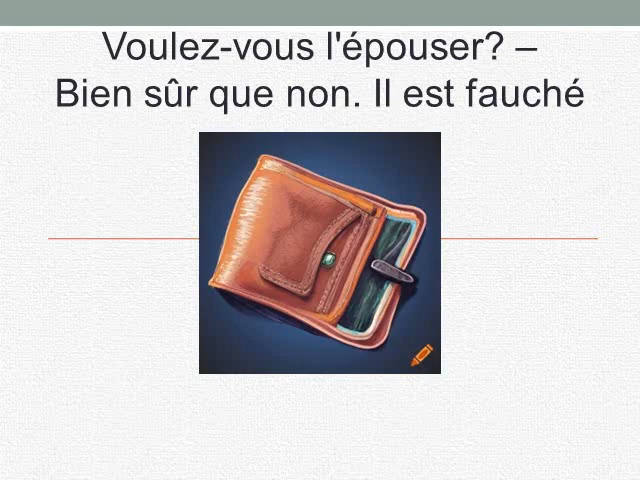 Voulez-vous l'épouser? –
Bien sûr que non. Il est fauché